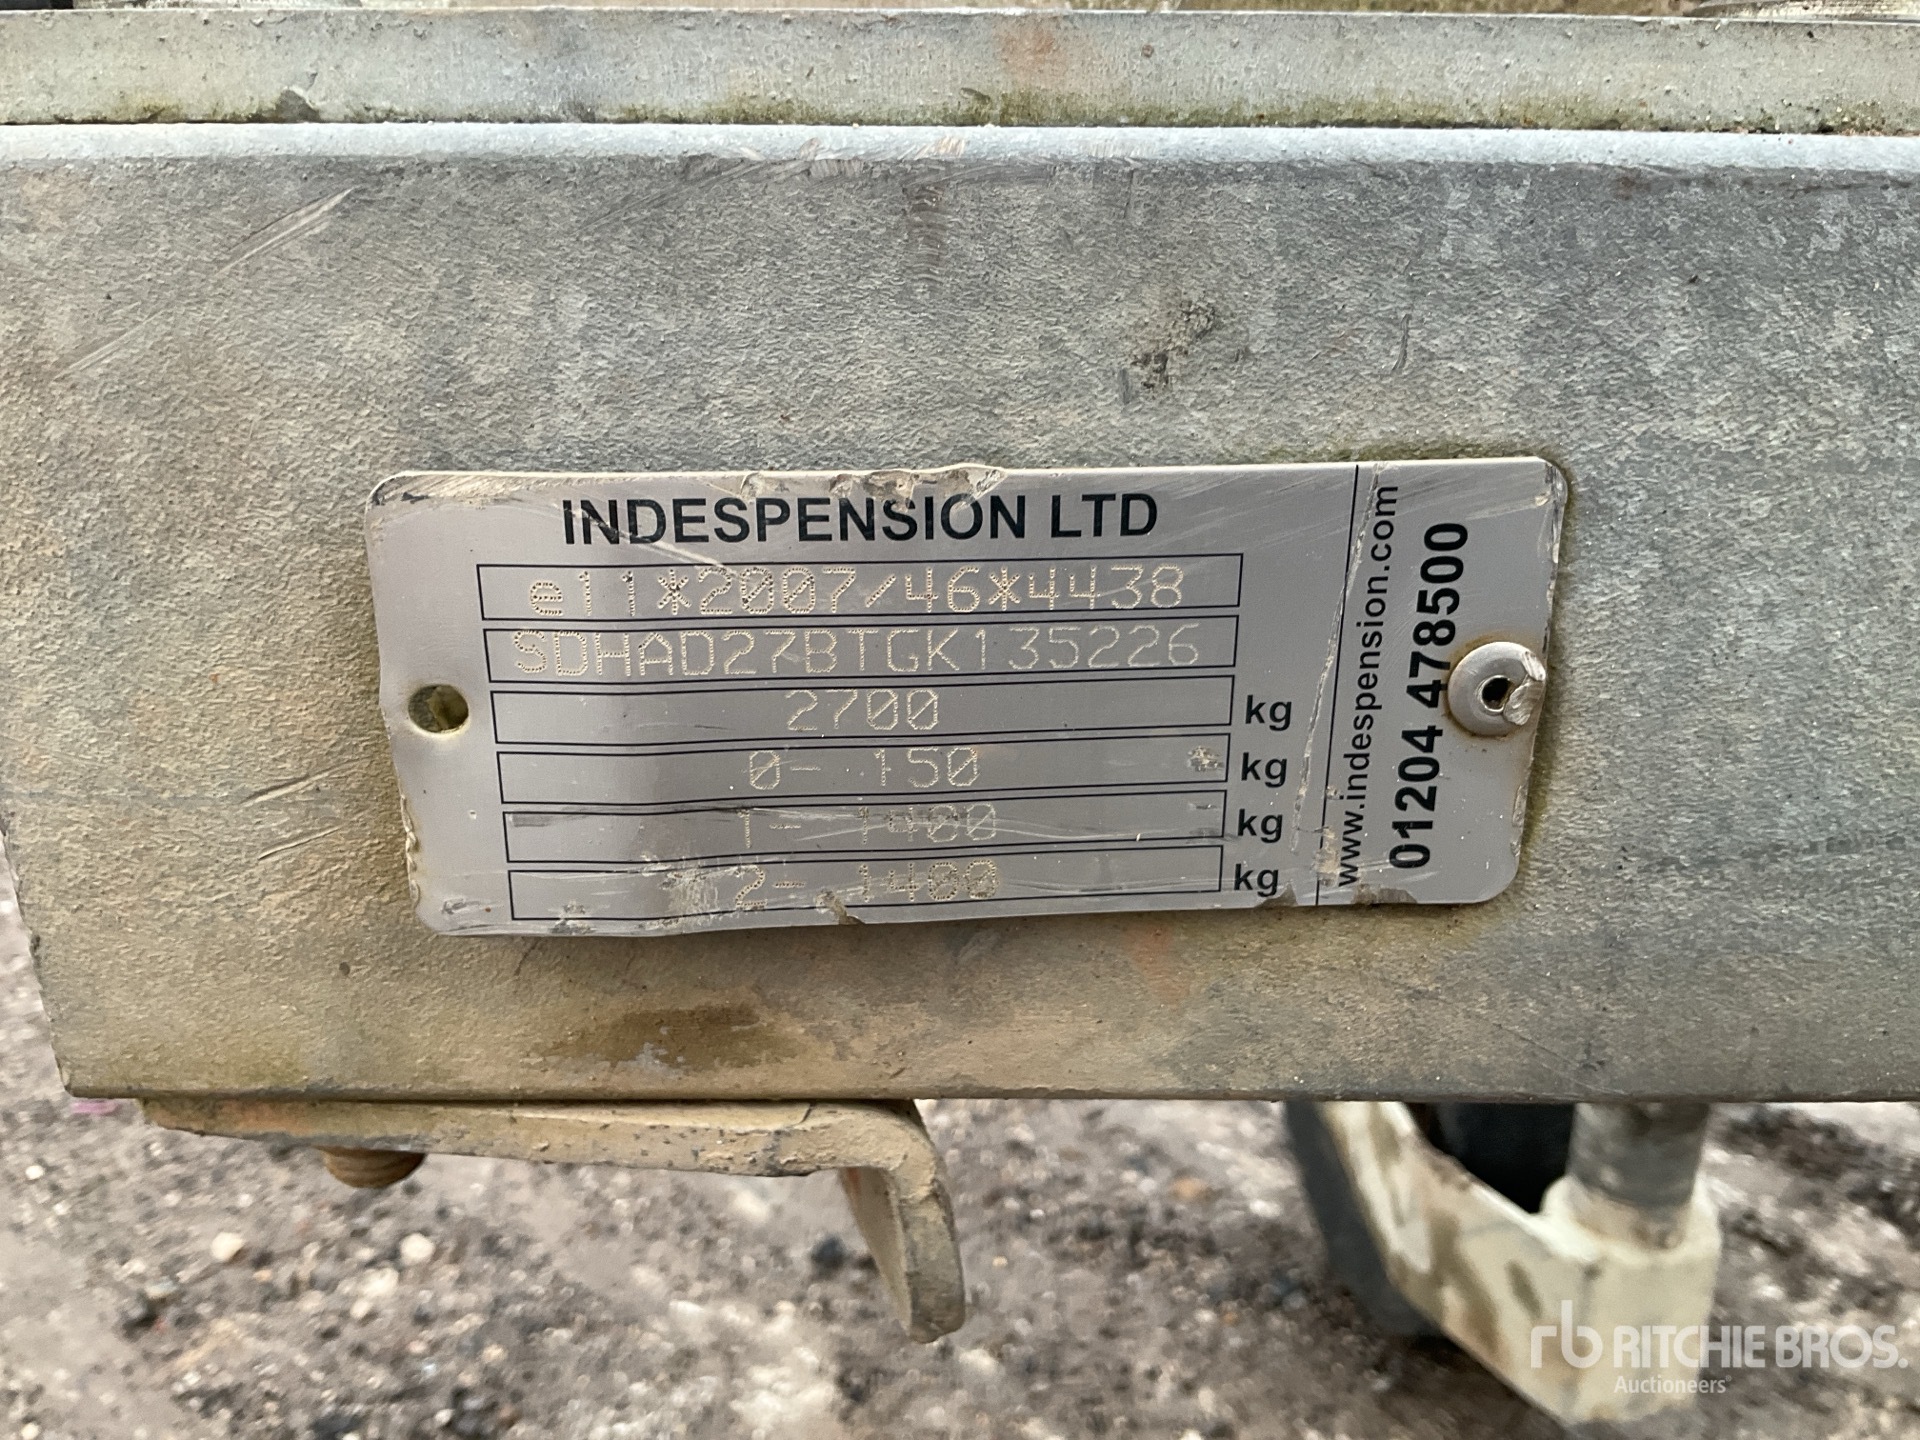 INDESPENSION LTD
e11*2007/46*4438
SDHAD27BTGK135226
2700 kg
0- 150 kg
1- 1400 kg
2- 1400 kg
www.indespension.com
01204 478500
rb RITCHIE BROS.
Auctioneers